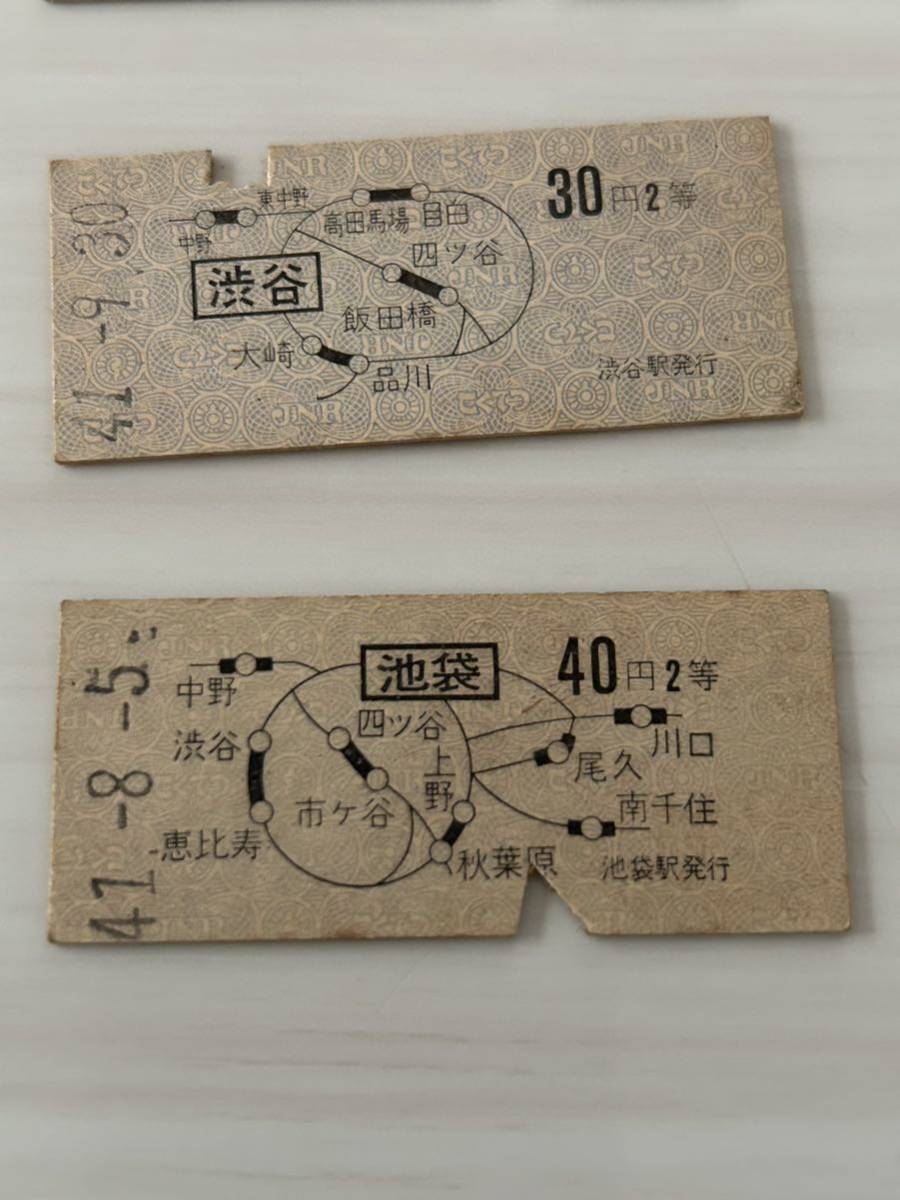 41-9.30
東中野
中野
高田馬場
目白
30円2等
四ツ谷
渋谷
飯田橋
大崎
品川
渋谷駅発行
41-8-5
中野
池袋
40円2等
渋谷
四ツ谷
川口
上野
尾久
市ヶ谷
南千住
恵比寿
秋葉原
池袋駅発行
JNR
こくてつ